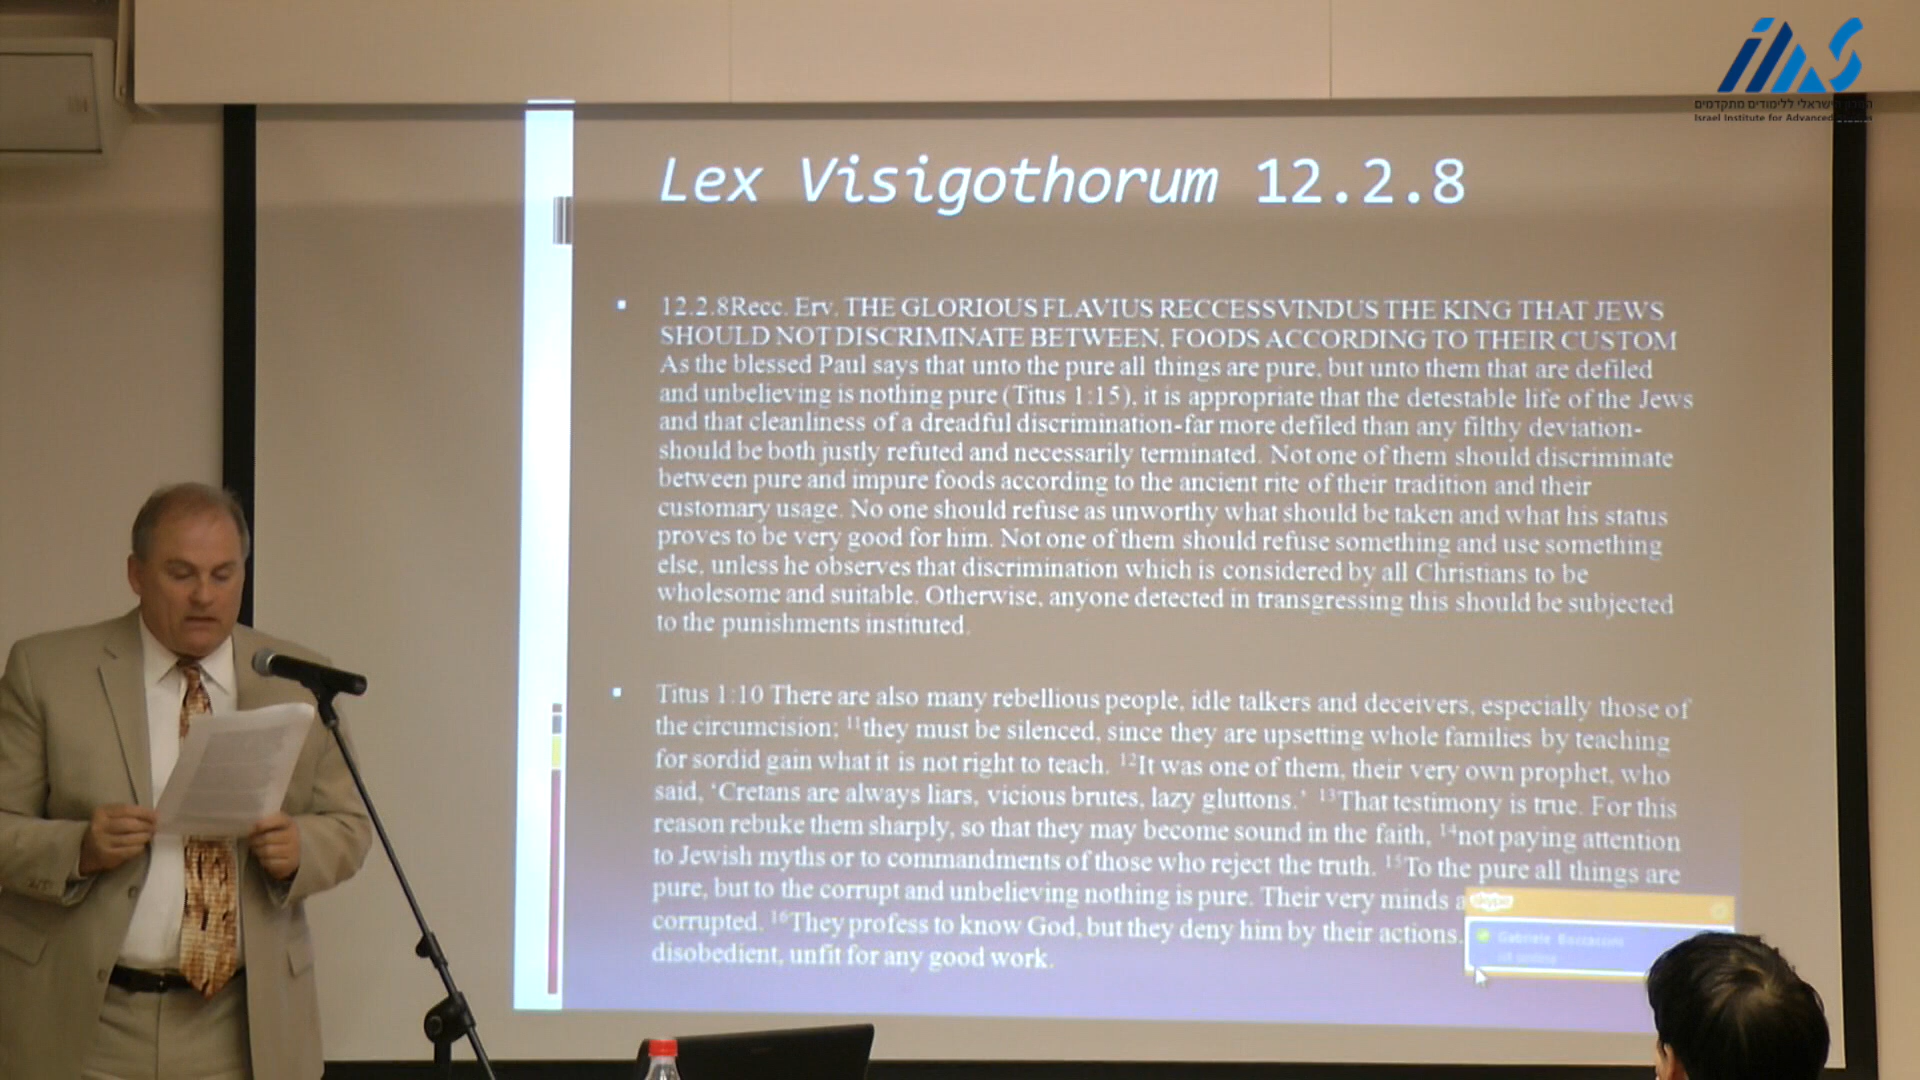 iias
המכון הישראלי ללימודים מתקדמים
Israel Institute for Advanced Studies
Lex Visigothorum 12.2.8
12.2.8Recc. Erv. THE GLORIOUS FLAVIUS RECCESSVINDUS THE KING THAT JEWS
SHOULD NOT DISCRIMINATE BETWEEN, FOODS ACCORDING TO THEIR CUSTOM
As the blessed Paul says that unto the pure all things are pure, but unto them that are defiled
and unbelieving is nothing pure (Titus 1:15), it is appropriate that the detestable life of the Jews
and that cleanliness of a dreadful discrimination-far more defiled than any filthy deviation-
should be both justly refuted and necessarily terminated. Not one of them should discriminate
between pure and impure foods according to the ancient rite of their tradition and their
customary usage. No one should refuse as unworthy what should be taken and what his status
proves to be very good for him. Not one of them should refuse something and use something
else, unless he observes that discrimination which is considered by all Christians to be
wholesome and suitable. Otherwise, anyone detected in transgressing this should be subjected
to the punishments instituted.
Titus 1:10 There are also many rebellious people, idle talkers and deceivers, especially those of
the circumcision; 11they must be silenced, since they are upsetting whole families by teaching
for sordid gain what it is not right to teach. 12It was one of them, their very own prophet, who
said, ‘Cretans are always liars, vicious brutes, lazy gluttons.’ 13That testimony is true. For this
reason rebuke them sharply, so that they may become sound in the faith, 14not paying attention
to Jewish myths or to commandments of those who reject the truth. 15To the pure all things are
pure, but to the corrupt and unbelieving nothing is pure. Their very minds a
corrupted. 16They profess to know God, but they deny him by their actions.
disobedient, unfit for any good work.
skype
Gabriele Boccaccini